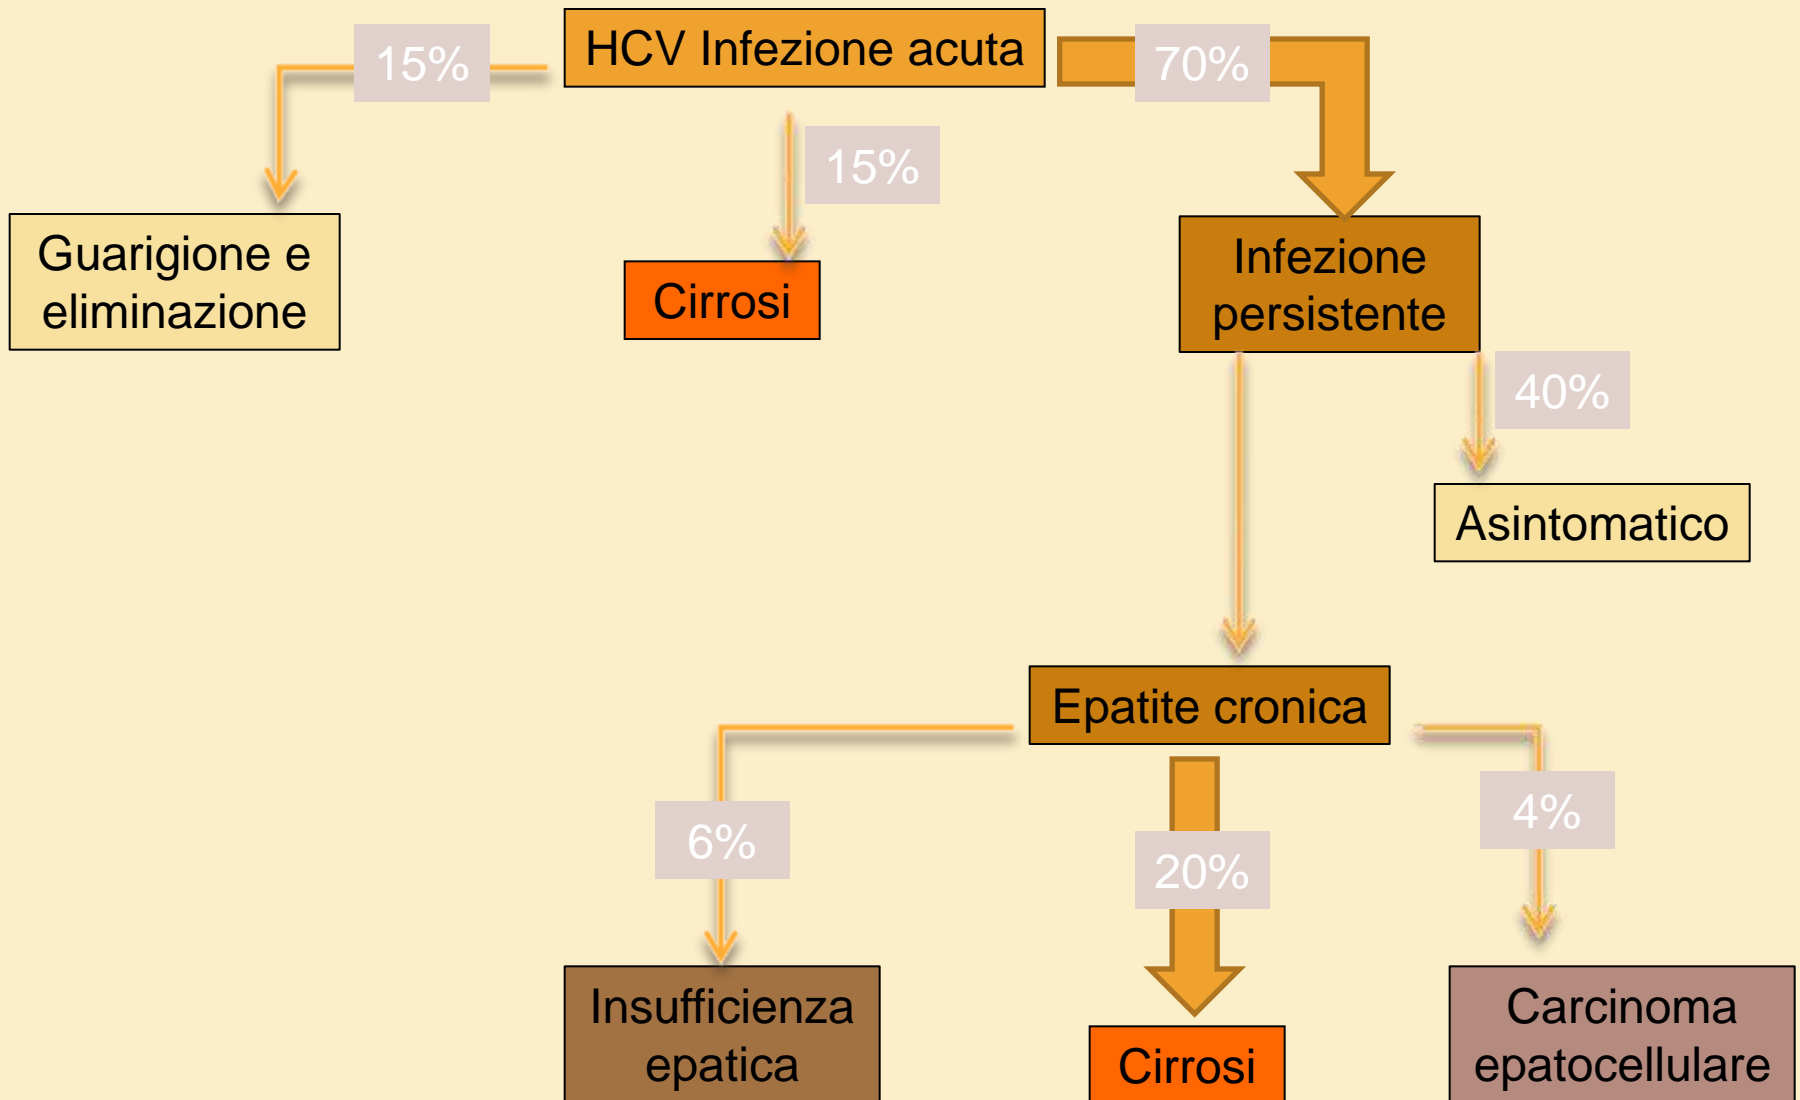 HCV Infezione acuta
15%
70%
15%
Guarigione e
eliminazione
Cirrosi
Infezione
persistente
40%
Asintomatico
Epatite cronica
6%
20%
4%
Insufficienza
epatica
Cirrosi
Carcinoma
epatocellulare